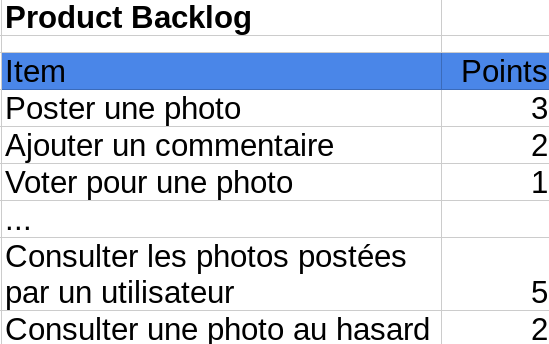 Product Backlog
Item Points
Poster une photo 3
Ajouter un commentaire 2
Voter pour une photo 1
...
Consulter les photos postées
par un utilisateur 5
Consulter une photo au hasard 2